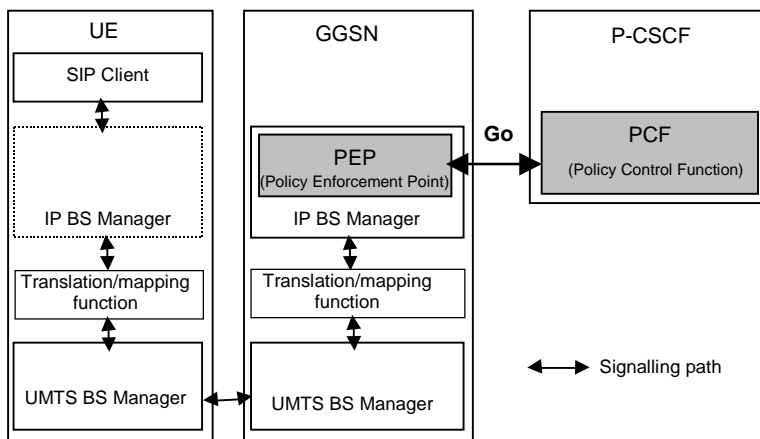 UE
SIP Client
IP BS Manager
Translation/mapping
function
UMTS BS Manager
GGSN
PEP
(Policy Enforcement Point)
IP BS Manager
Translation/mapping
function
UMTS BS Manager
Go
P-CSCF
PCF
(Policy Control Function)
Signalling path